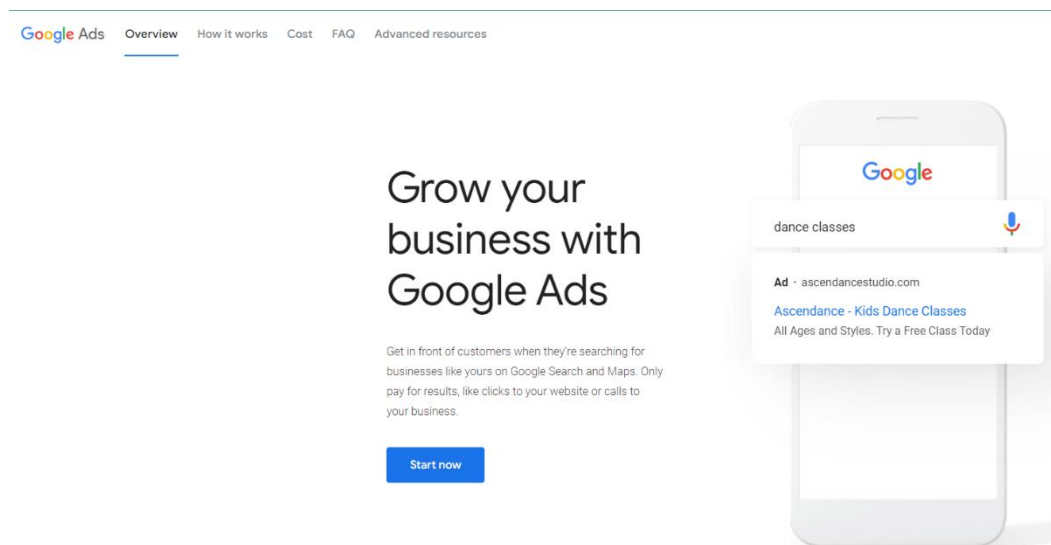 Google Ads Overview How it works Cost FAQ Advanced resources
Grow your
business with
Google Ads
Get in front of customers when they're searching for
businesses like yours on Google Search and Maps. Only
pay for results, like clicks to your website or calls to
your business.
Start now
Google
dance classes
Ad · ascendancestudio.com
Ascendance - Kids Dance Classes
All Ages and Styles. Try a Free Class Today